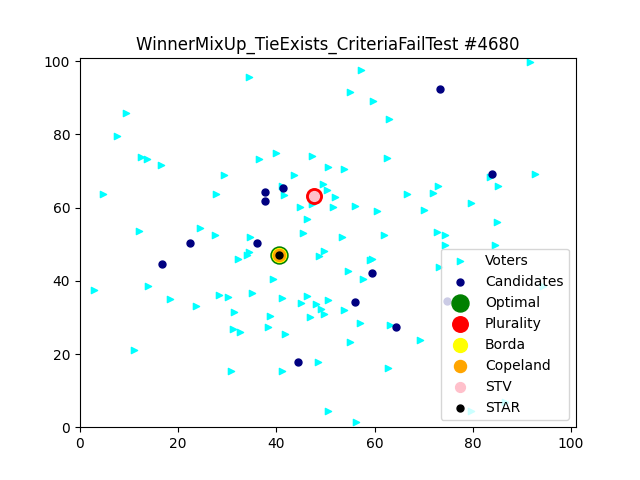 WinnerMixUp_TieExists_CriteriaFailTest #4680
100
80
60
40
20
0
0
20
40
60
80
100
Voters
Candidates
Optimal
Plurality
Borda
Copeland
STV
STAR